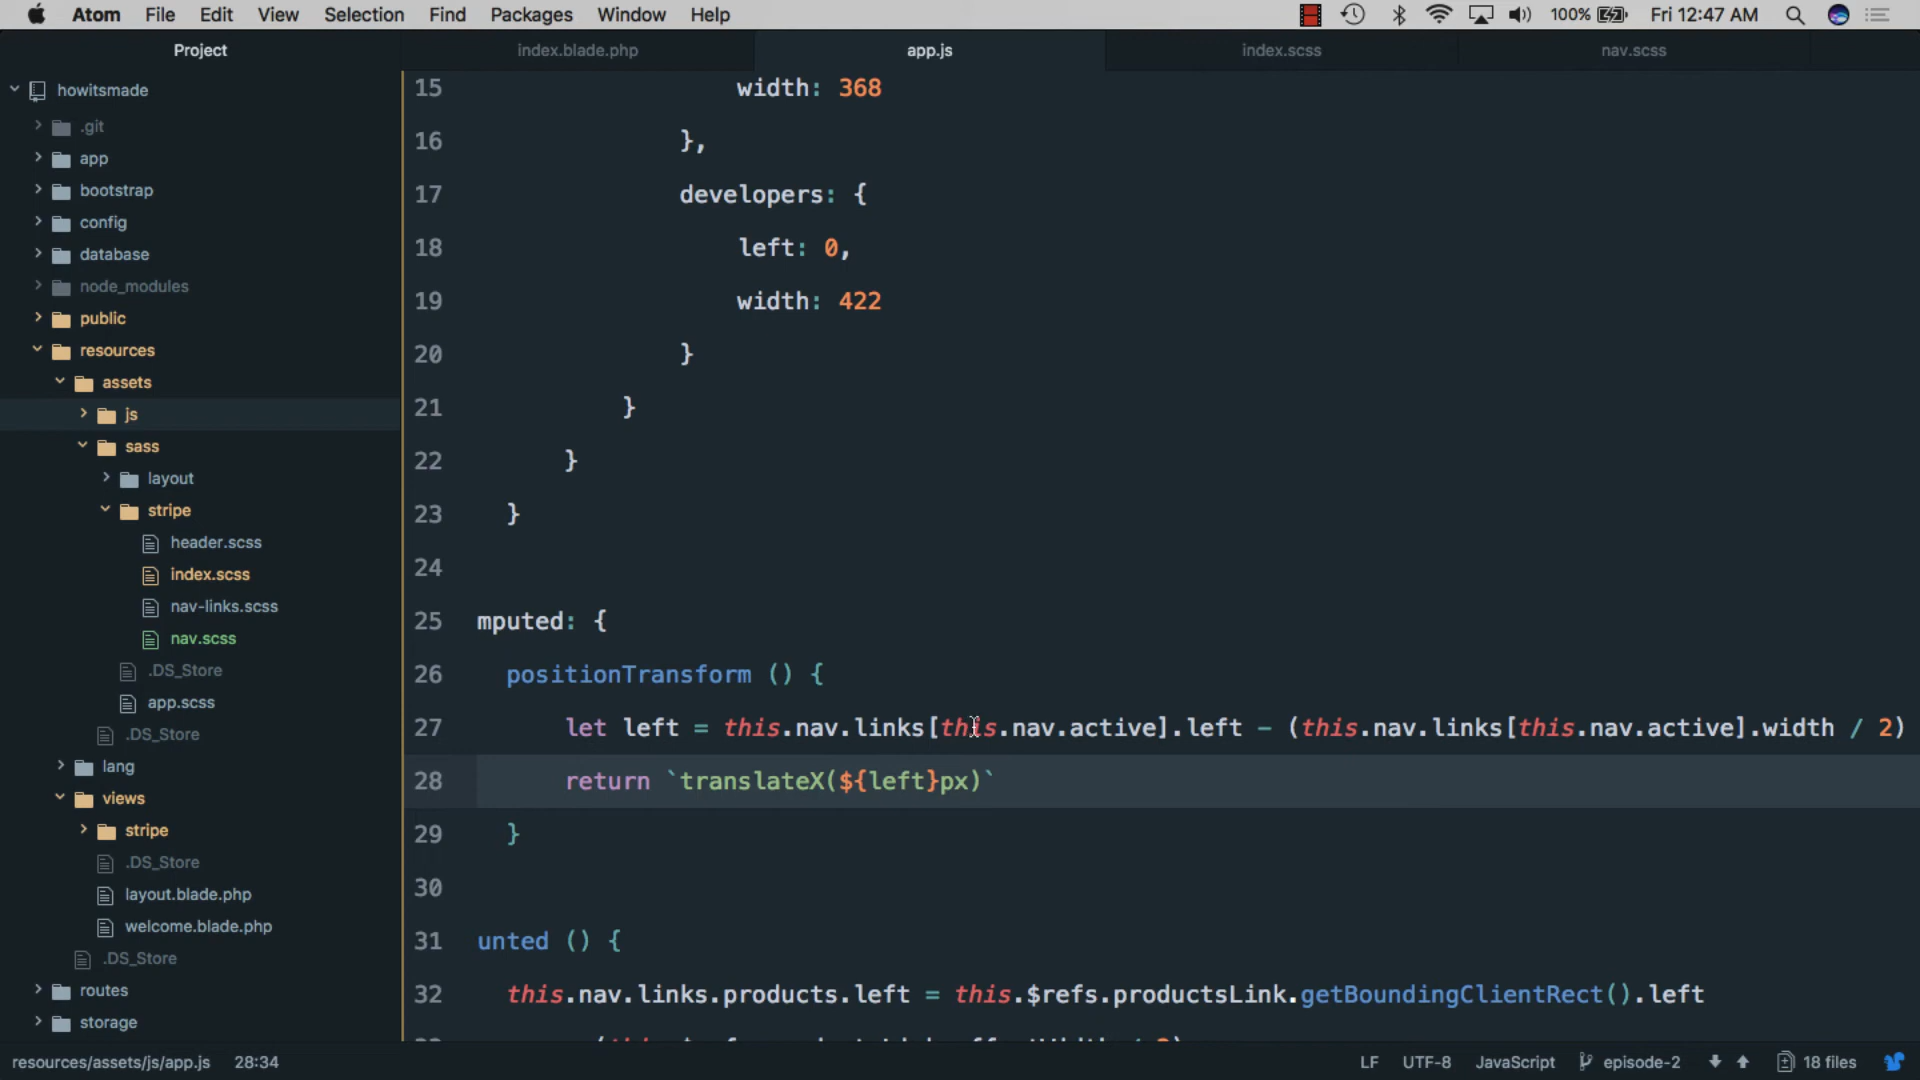 Atom File Edit View Selection Find Packages Window Help 100% Fri 12:47 AM
Project index.blade.php app.js index.scss nav.scss
howitsmade
.git
app
bootstrap
config
database
node_modules
public
resources
assets
js
sass
layout
stripe
header.scss
index.scss
nav-links.scss
nav.scss
.DS_Store
app.scss
.DS_Store
lang
views
stripe
.DS_Store
layout.blade.php
welcome.blade.php
.DS_Store
routes
storage
15 width: 368
16 },
17 developers: {
18 left: 0,
19 width: 422
20 }
21 }
22 }
23 }
24
25 mputed: {
26 positionTransform () {
27 let left = this.nav.links[this.nav.active].left - (this.nav.links[this.nav.active].width / 2)
28 return `translateX(${left}px)`
29 }
30
31 unted () {
32 this.nav.links.products.left = this.$refs.productsLink.getBoundingClientRect().left
resources/assets/js/app.js 28:34 LF UTF-8 JavaScript episode-2 18 files